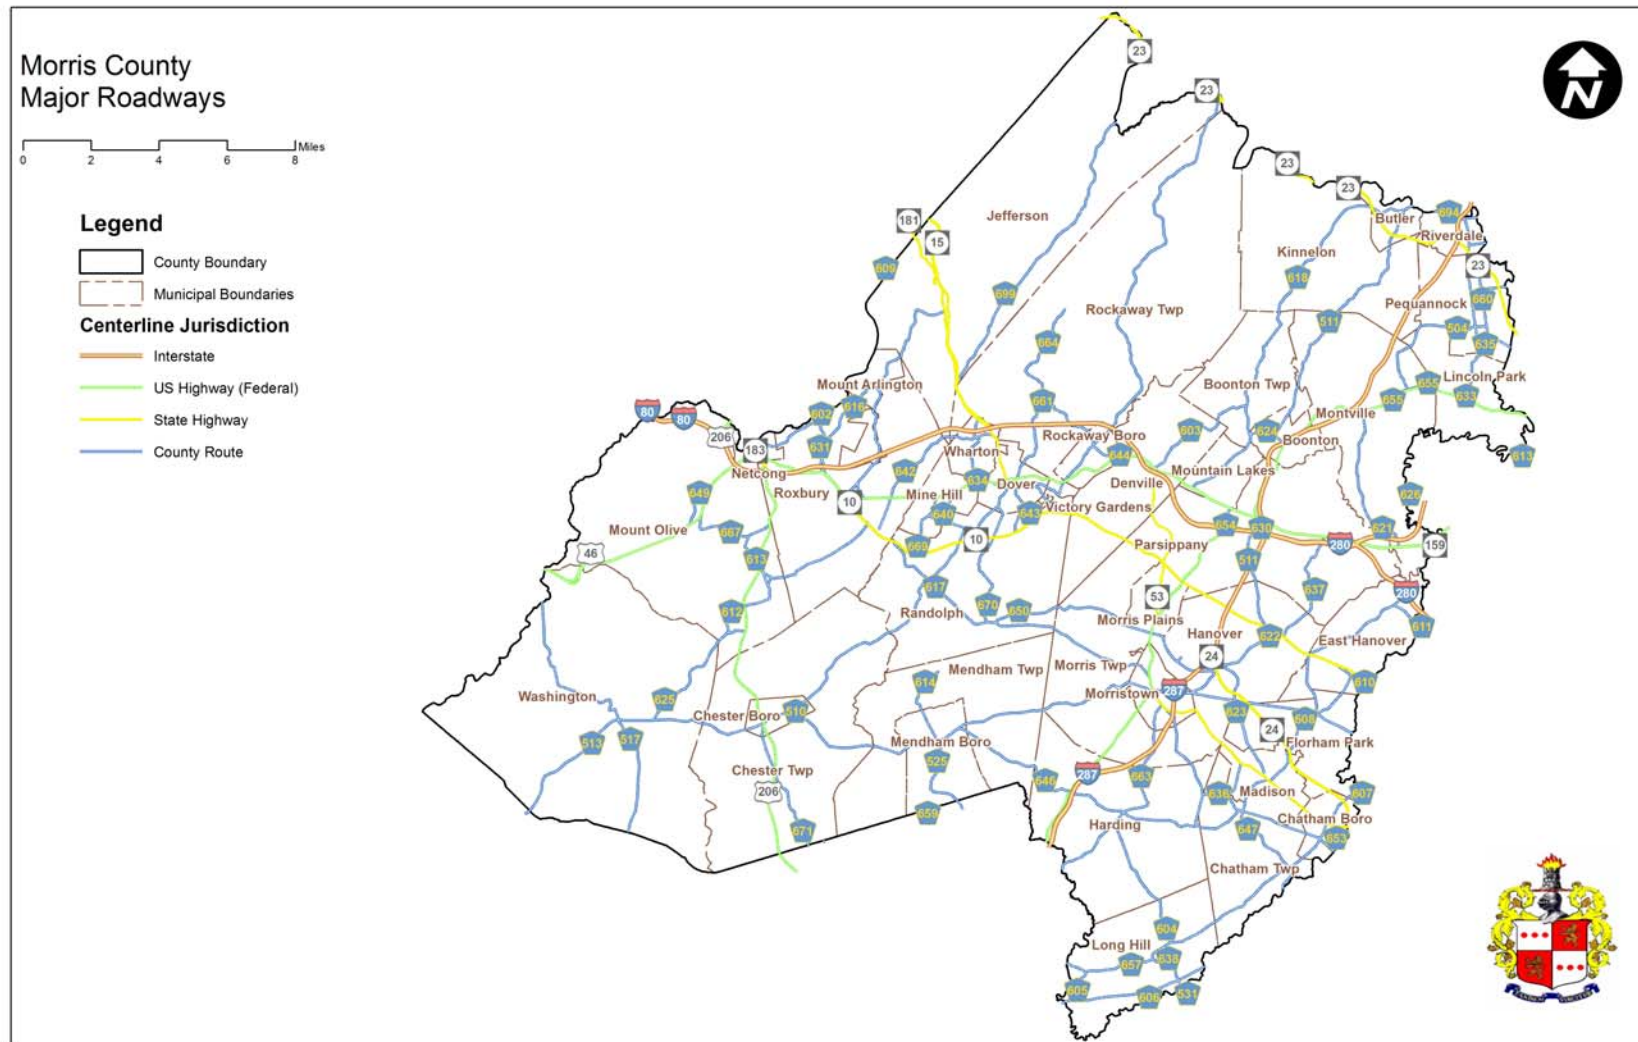 Morris County
Major Roadways
0 2 4 6 8 Miles
Legend
County Boundary
Municipal Boundaries
Centerline Jurisdiction
Interstate
US Highway (Federal)
State Highway
County Route
23
23
23
23
181
Jefferson
Butler
694
Riverdale
15
Kinnelon
609
618
23
699
660
Rockaway Twp
Pequannock
511
504
664
635
Mount Arlington
Boonton Twp
655
Lincoln Park
616
661
655
633
80
80
602
Montville
206
603
624
Rockaway Boro
Boonton
183
631
Wharton
644
613
Netcong
642
Mountain Lakes
634
Dover
Denville
649
Roxbury
Mine Hill
626
10
Victory Gardens
640
643
Mount Olive
667
654
630
621
10
Parsippany
669
280
159
46
613
511
617
637
280
53
612
Randolph
670
650
Morris Plains
611
Hanover
622
East Hanover
24
Mendham Twp
Morris Twp
614
610
Morristown
287
Washington
625
510
623
608
Chester Boro
24
513
517
Mendham Boro
Florham Park
525
Chester Twp
287
663
646
206
636
Madison
607
659
Chatham Boro
671
Harding
647
653
Chatham Twp
604
Long Hill
638
657
605
606
531
N